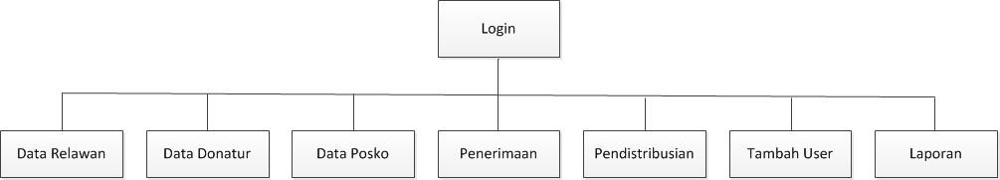 Login
Data Relawan
Data Donatur
Data Posko
Penerimaan
Pendistribusian
Tambah User
Laporan